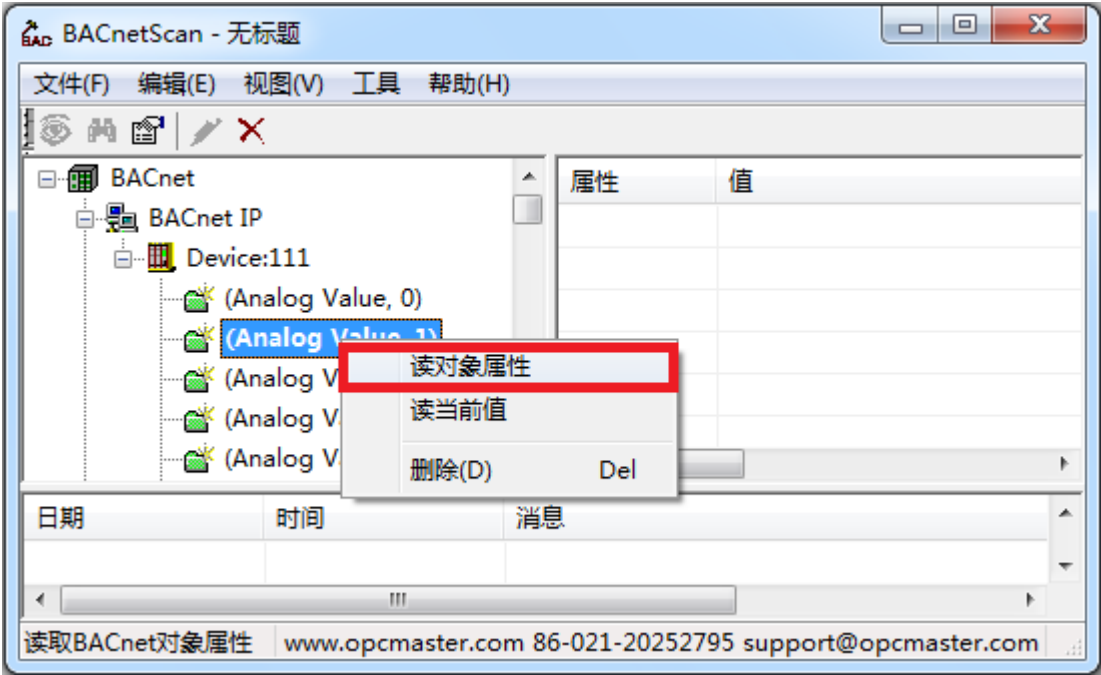 BACnetScan - 无标题
文件(F) 编辑(E) 视图(V) 工具 帮助(H)
BACnet
属性 值
BACnet IP
Device:111
(Analog Value, 0)
(Analog Value, 1)
读对象属性
(Analog V
读当前值
(Analog V
(Analog V
删除(D) Del
日期 时间 消息
读取BACnet对象属性 www.opcmaster.com 86-021-20252795 support@opcmaster.com